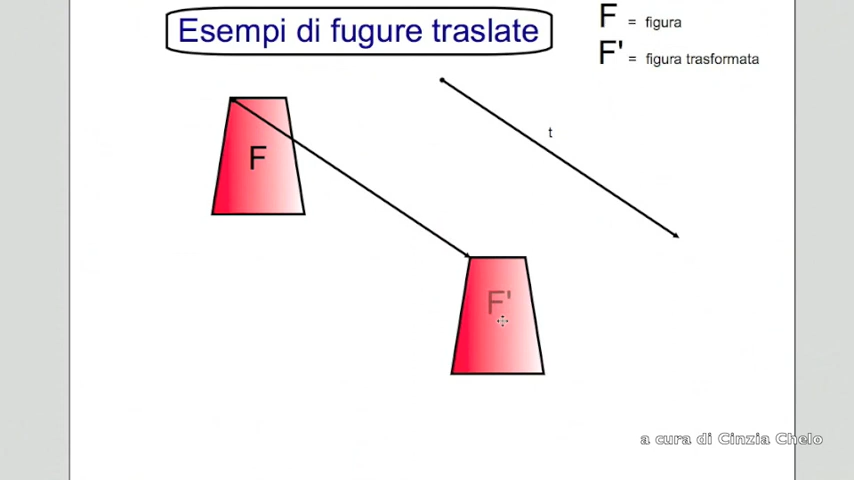 Esempi di fugure traslate
F = figura
F' = figura trasformata
t
F
F'
a cura di Cinzia Chelo